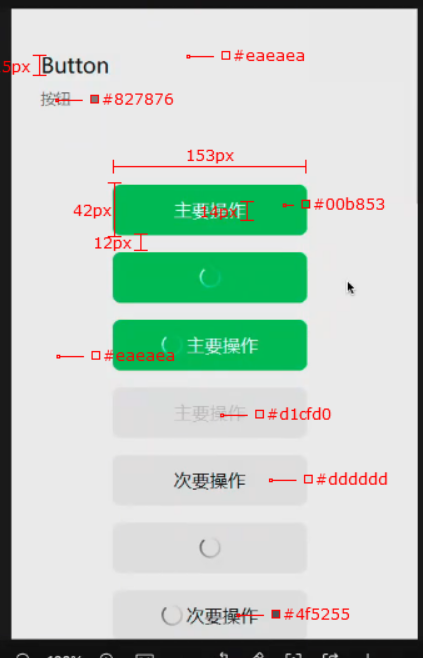 5px Button #eaeaea
按钮 #827876
153px
42px 主要操作 14px #00b853
12px
主要操作
#eaeaea
主要操作 #d1cfd0
次要操作 #dddddd
次要操作 #4f5255